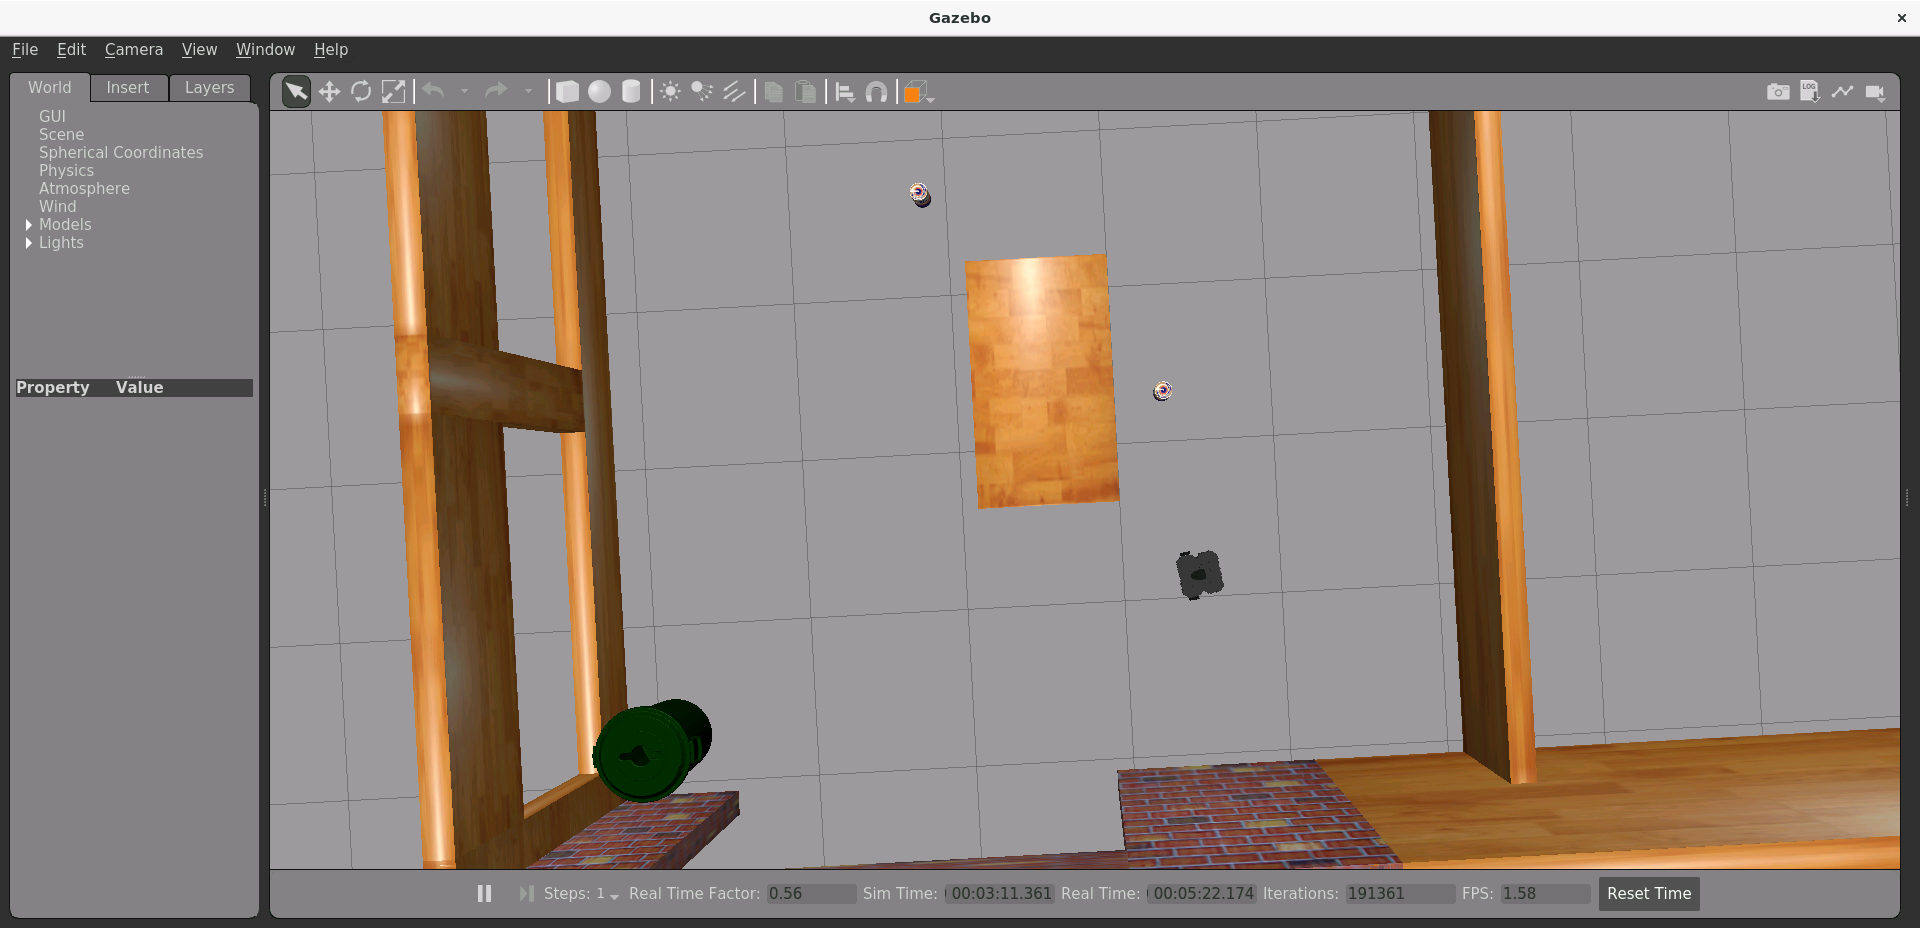 Gazebo
File Edit Camera View Window Help
World Insert Layers
GUI
Scene
Spherical Coordinates
Physics
Atmosphere
Wind
Models
Lights
Property Value
LOG
Steps: 1 Real Time Factor: 0.56 Sim Time: 00:03:11.361 Real Time: 00:05:22.174 Iterations: 191361 FPS: 1.58 Reset Time